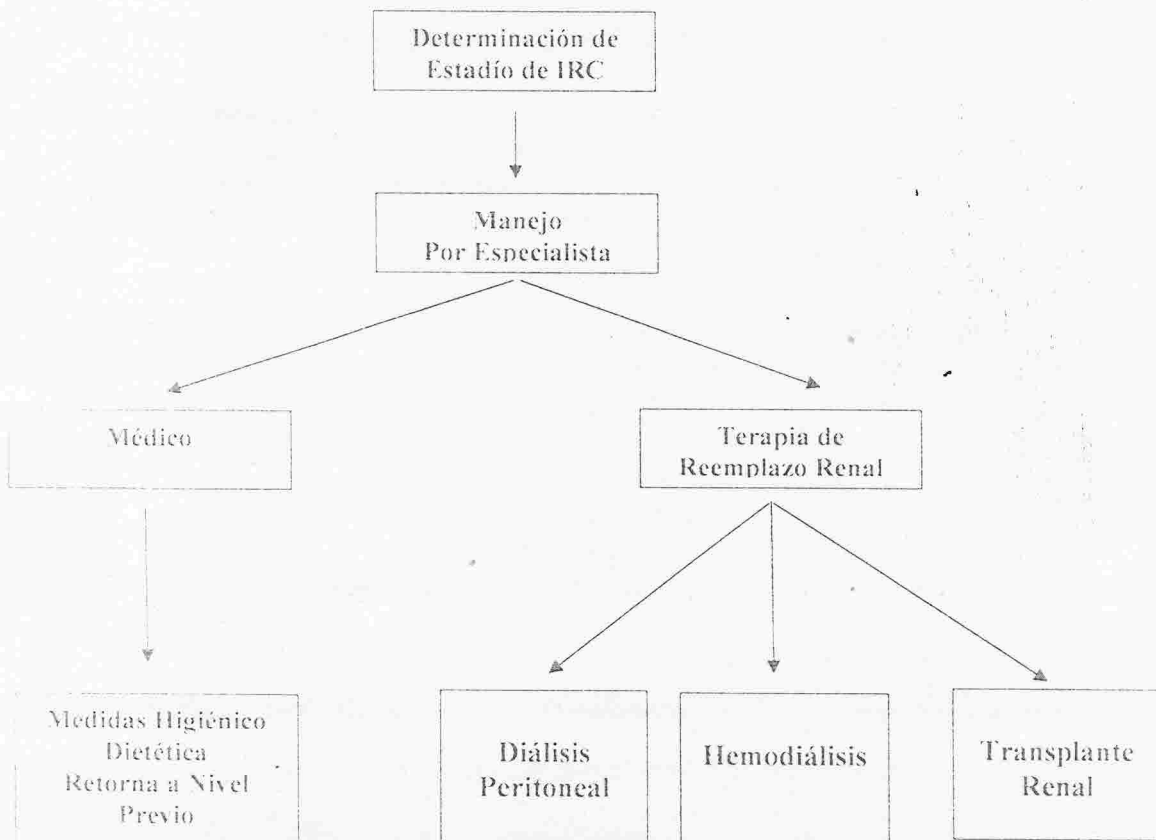 Determinación de
Estadío de IRC
Manejo
Por Especialista
Médico
Terapia de
Reemplazo Renal
Medidas Higiénico
Dietética
Retorna a Nivel
Previo
Diálisis
Peritoneal
Hemodiálisis
Transplante
Renal